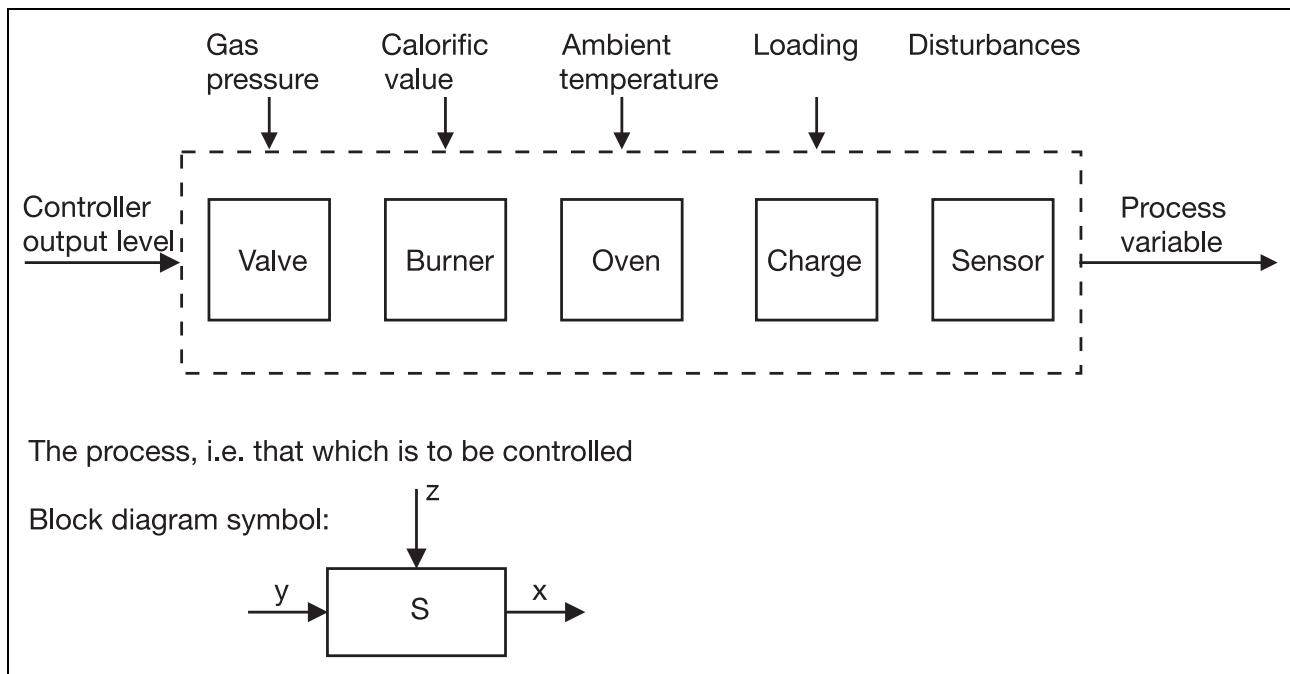 Gas
pressure
Calorific
value
Ambient
temperature
Loading
Disturbances
Controller
output level
Valve
Burner
Oven
Charge
Sensor
Process
variable
The process, i.e. that which is to be controlled
z
Block diagram symbol:
y
S
x